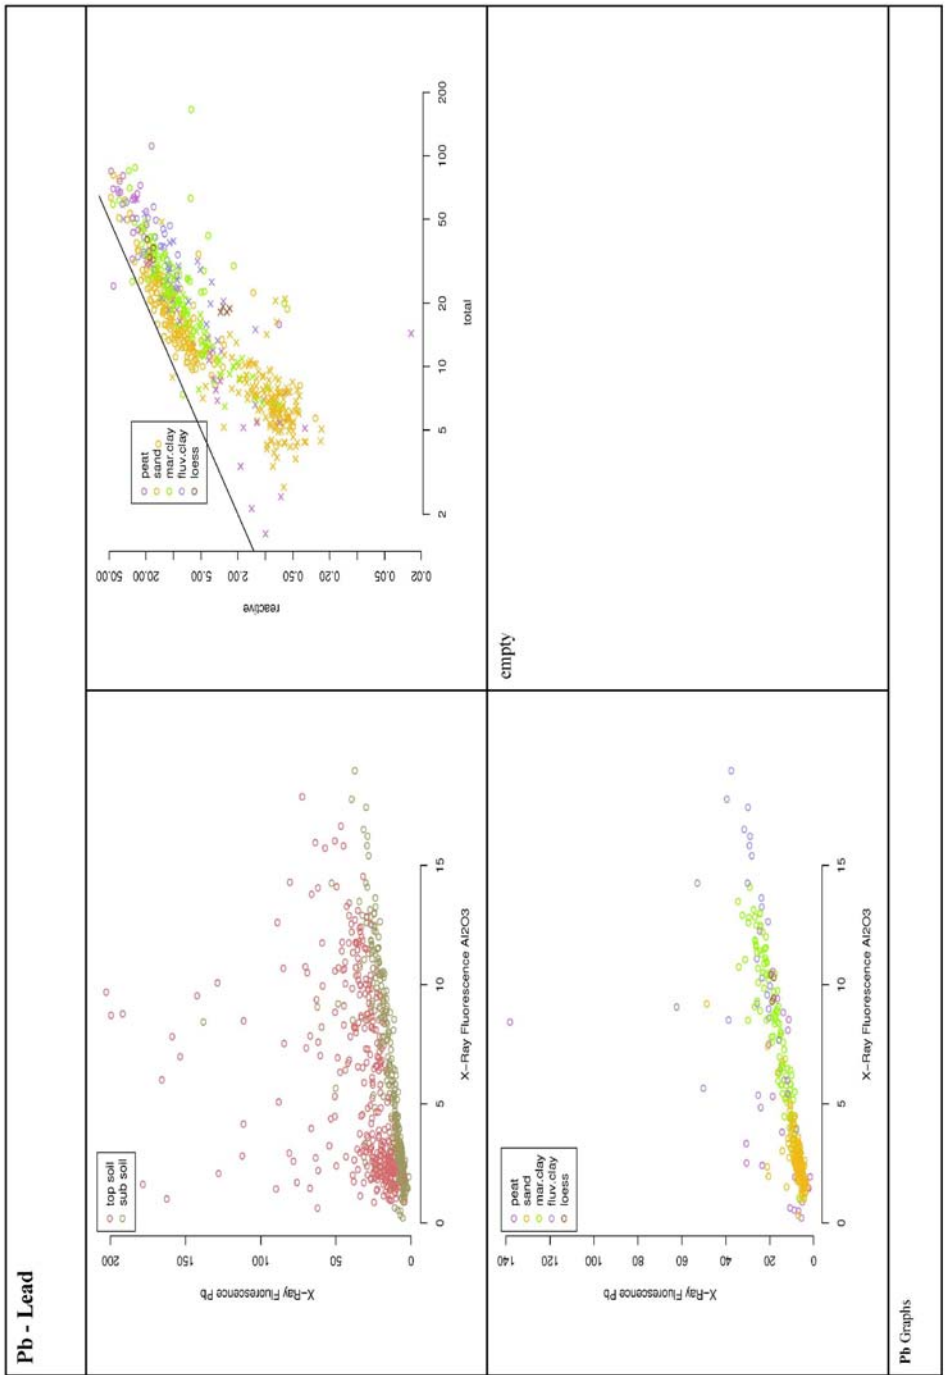 Pb - Lead
top soil
sub soil
X-Ray Fluorescence Pb
200
150
100
50
0
0
5
10
15
X-Ray Fluorescence Al2O3
peat
sand
mar.clay
fluv.clay
loess
reactive
50.00
20.00
5.00
2.00
0.50
0.20
0.05
0.02
2
5
10
20
50
100
200
total
peat
sand
mar.clay
fluv.clay
loess
X-Ray Fluorescence Pb
140
120
100
80
60
40
20
0
0
5
10
15
X-Ray Fluorescence Al2O3
empty
Pb Graphs